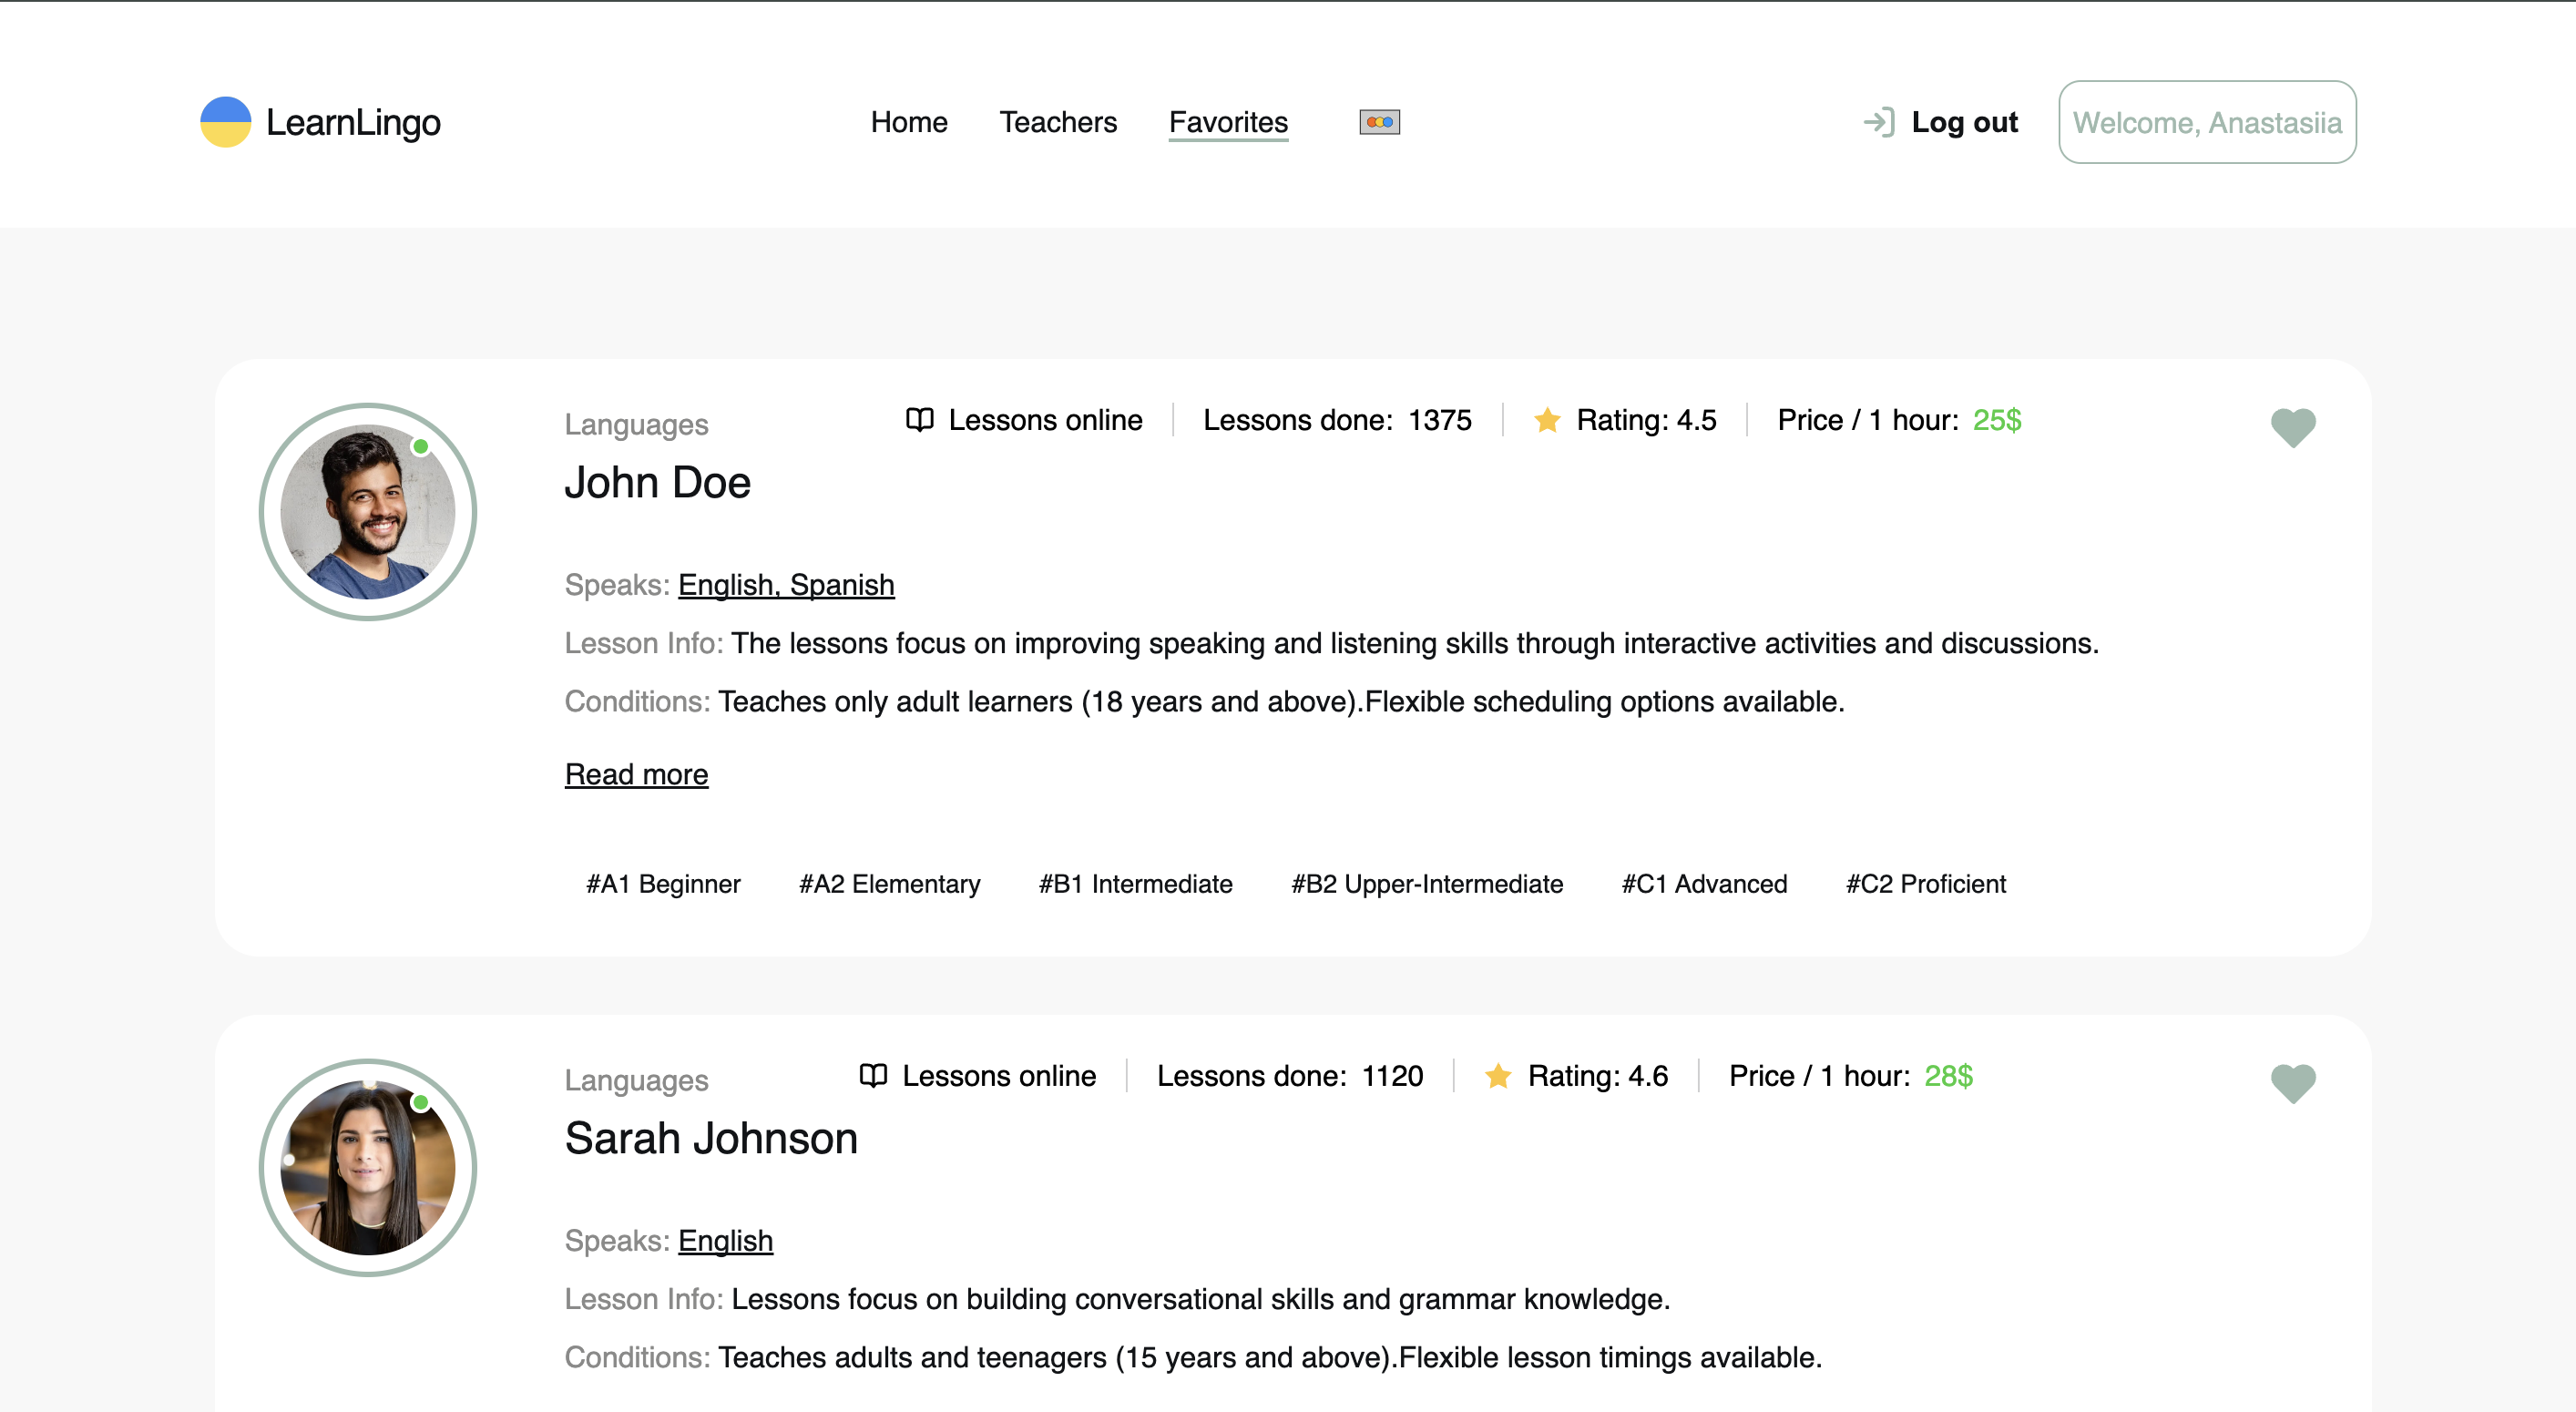 LearnLingo Home Teachers Favorites Log out Welcome, Anastasiia
Languages Lessons online Lessons done: 1375 Rating: 4.5 Price / 1 hour: 25$
John Doe
Speaks: English, Spanish
Lesson Info: The lessons focus on improving speaking and listening skills through interactive activities and discussions.
Conditions: Teaches only adult learners (18 years and above).Flexible scheduling options available.
Read more
#A1 Beginner #A2 Elementary #B1 Intermediate #B2 Upper-Intermediate #C1 Advanced #C2 Proficient
Languages Lessons online Lessons done: 1120 Rating: 4.6 Price / 1 hour: 28$
Sarah Johnson
Speaks: English
Lesson Info: Lessons focus on building conversational skills and grammar knowledge.
Conditions: Teaches adults and teenagers (15 years and above).Flexible lesson timings available.